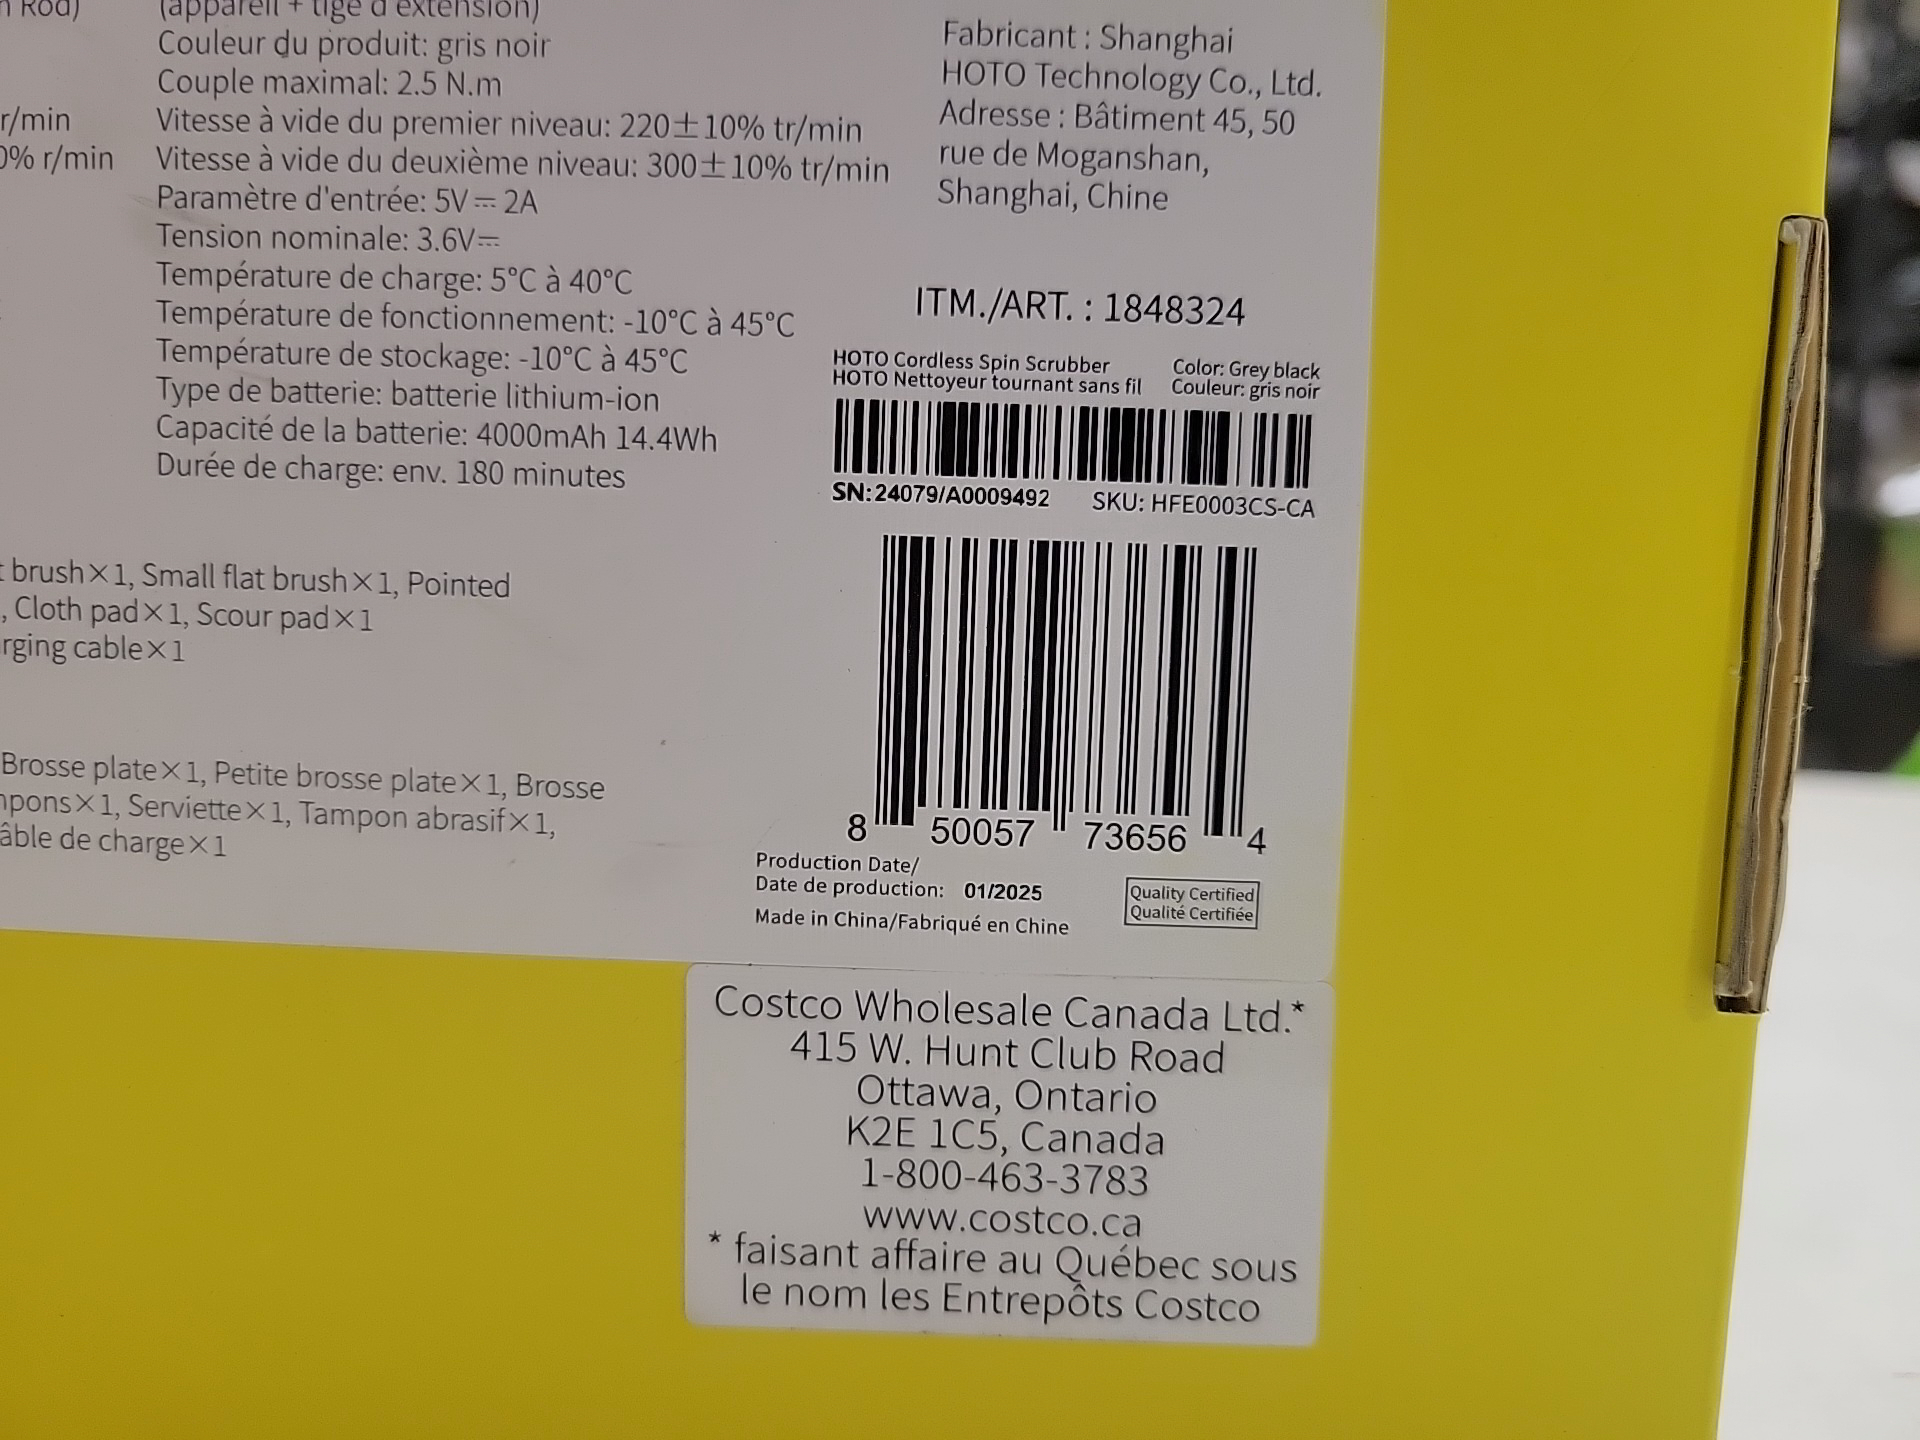 Rod)
(appareil + tige d'extension)
Couleur du produit: gris noir
Couple maximal: 2.5 N.m
r/min
Vitesse à vide du premier niveau: 220±10% tr/min
0% r/min
Vitesse à vide du deuxième niveau: 300±10% tr/min
Paramètre d'entrée: 5V⎓ 2A
Tension nominale: 3.6V⎓
Température de charge: 5°C à 40°C
Température de fonctionnement: -10°C à 45°C
Température de stockage: -10°C à 45°C
Type de batterie: batterie lithium-ion
Capacité de la batterie: 4000mAh 14.4Wh
Durée de charge: env. 180 minutes
brush×1, Small flat brush×1, Pointed
, Cloth pad×1, Scour pad×1
rging cable×1
Brosse plate×1, Petite brosse plate×1, Brosse
mpons×1, Serviette×1, Tampon abrasif×1,
âble de charge×1
Fabricant : Shanghai
HOTO Technology Co., Ltd.
Adresse : Bâtiment 45, 50
rue de Moganshan,
Shanghai, Chine
ITM./ART. : 1848324
HOTO Cordless Spin Scrubber
HOTO Nettoyeur tournant sans fil
Color: Grey black
Couleur: gris noir
SN:24079/A0009492 SKU: HFE0003CS-CA
8 50057 73656 4
Production Date/
Date de production: 01/2025
Made in China/Fabriqué en Chine
Quality Certified
Qualité Certifiée
Costco Wholesale Canada Ltd.*
415 W. Hunt Club Road
Ottawa, Ontario
K2E 1C5, Canada
1-800-463-3783
www.costco.ca
* faisant affaire au Québec sous
le nom les Entrepôts Costco